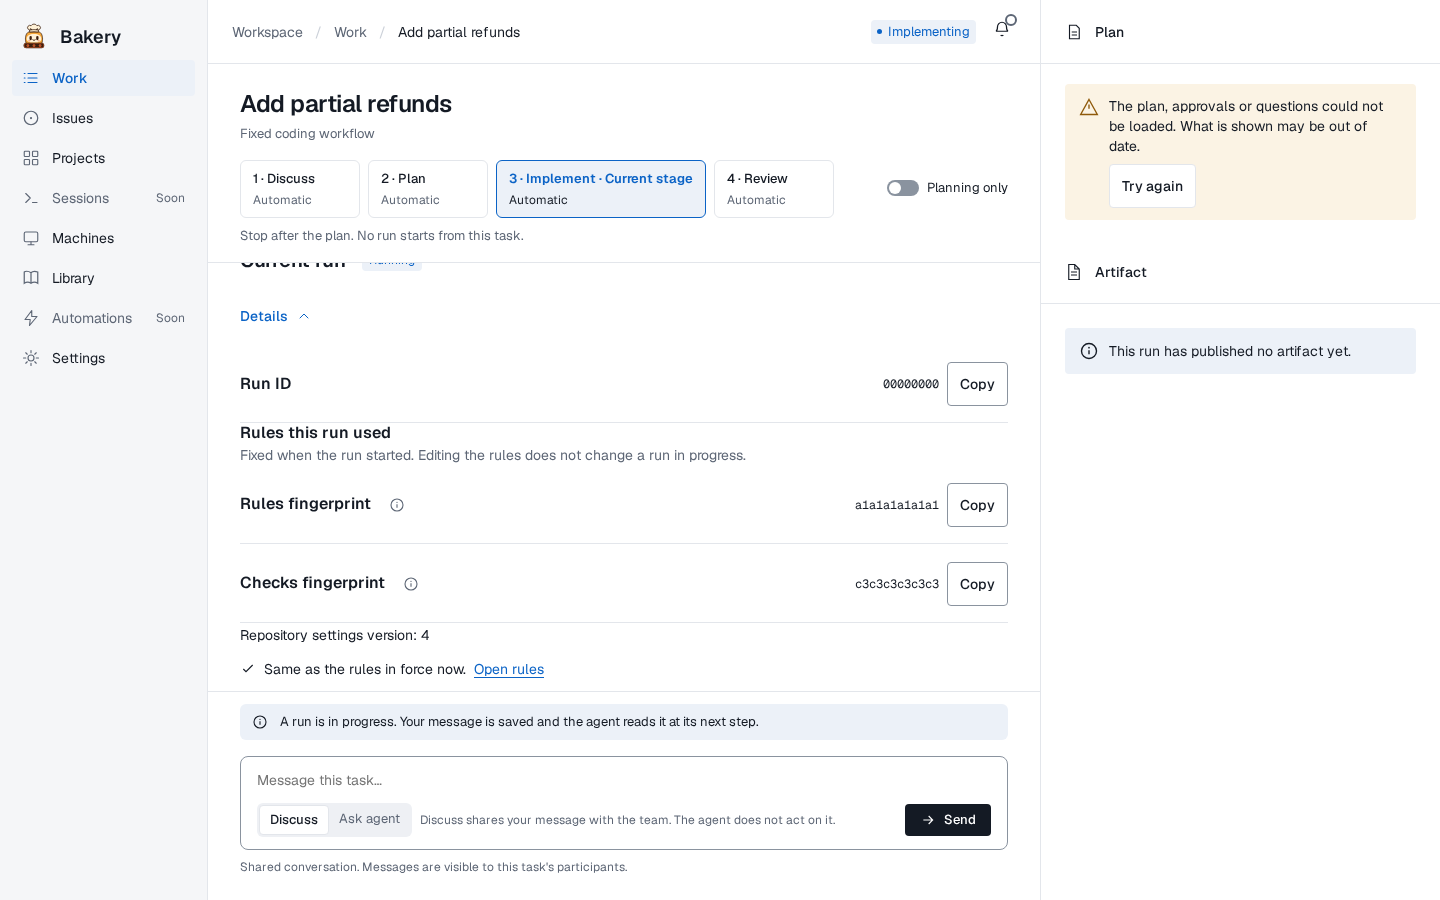 Bakery
Work
Issues
Projects
Sessions Soon
Machines
Library
Automations Soon
Settings
Workspace / Work / Add partial refunds
Implementing
Add partial refunds
Fixed coding workflow
1 · Discuss
Automatic
2 · Plan
Automatic
3 · Implement · Current stage
Automatic
4 · Review
Automatic
Planning only
Stop after the plan. No run starts from this task.
Current run Running
Details
Run ID 00000000 Copy
Rules this run used
Fixed when the run started. Editing the rules does not change a run in progress.
Rules fingerprint a1a1a1a1a1a1 Copy
Checks fingerprint c3c3c3c3c3c3 Copy
Repository settings version: 4
Same as the rules in force now. Open rules
A run is in progress. Your message is saved and the agent reads it at its next step.
Message this task...
Discuss Ask agent Discuss shares your message with the team. The agent does not act on it. Send
Shared conversation. Messages are visible to this task's participants.
Plan
The plan, approvals or questions could not
be loaded. What is shown may be out of
date.
Try again
Artifact
This run has published no artifact yet.